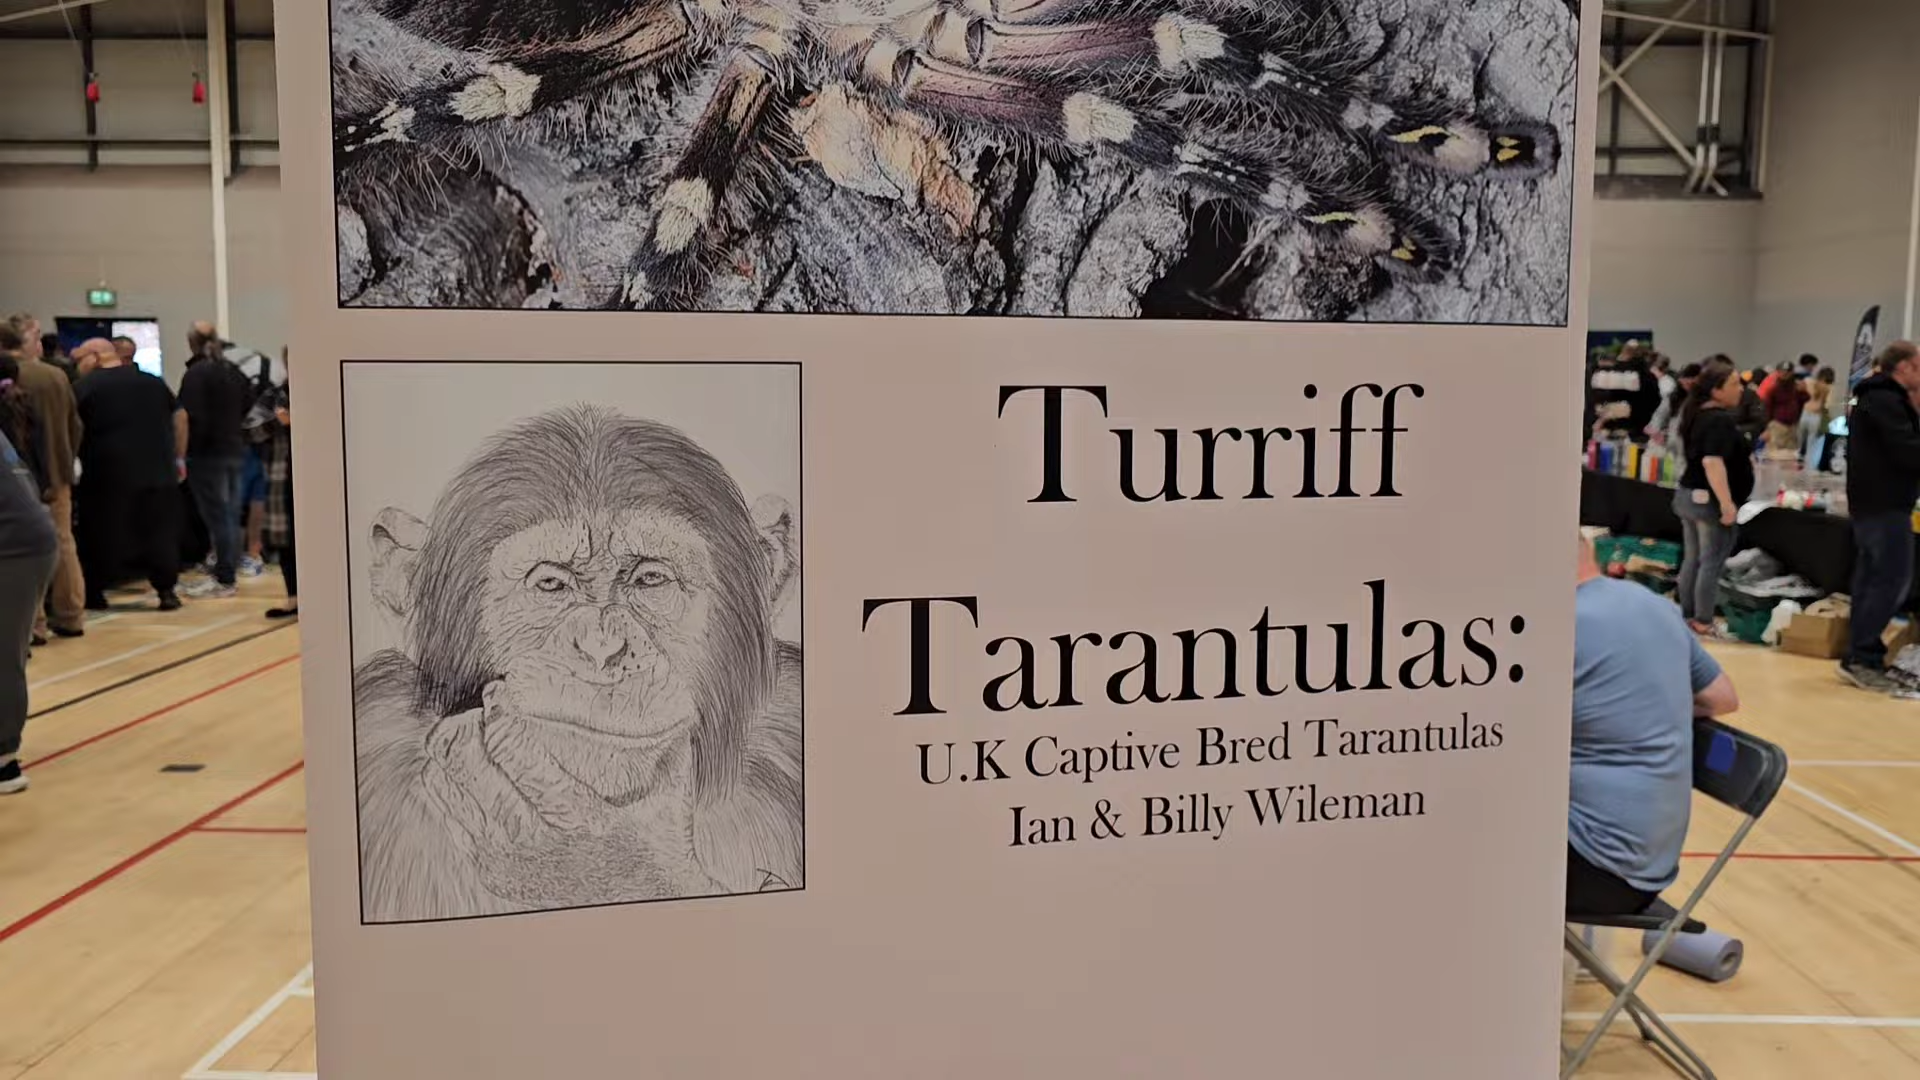 Turriff
Tarantulas:
U.K Captive Bred Tarantulas
Ian & Billy Wileman